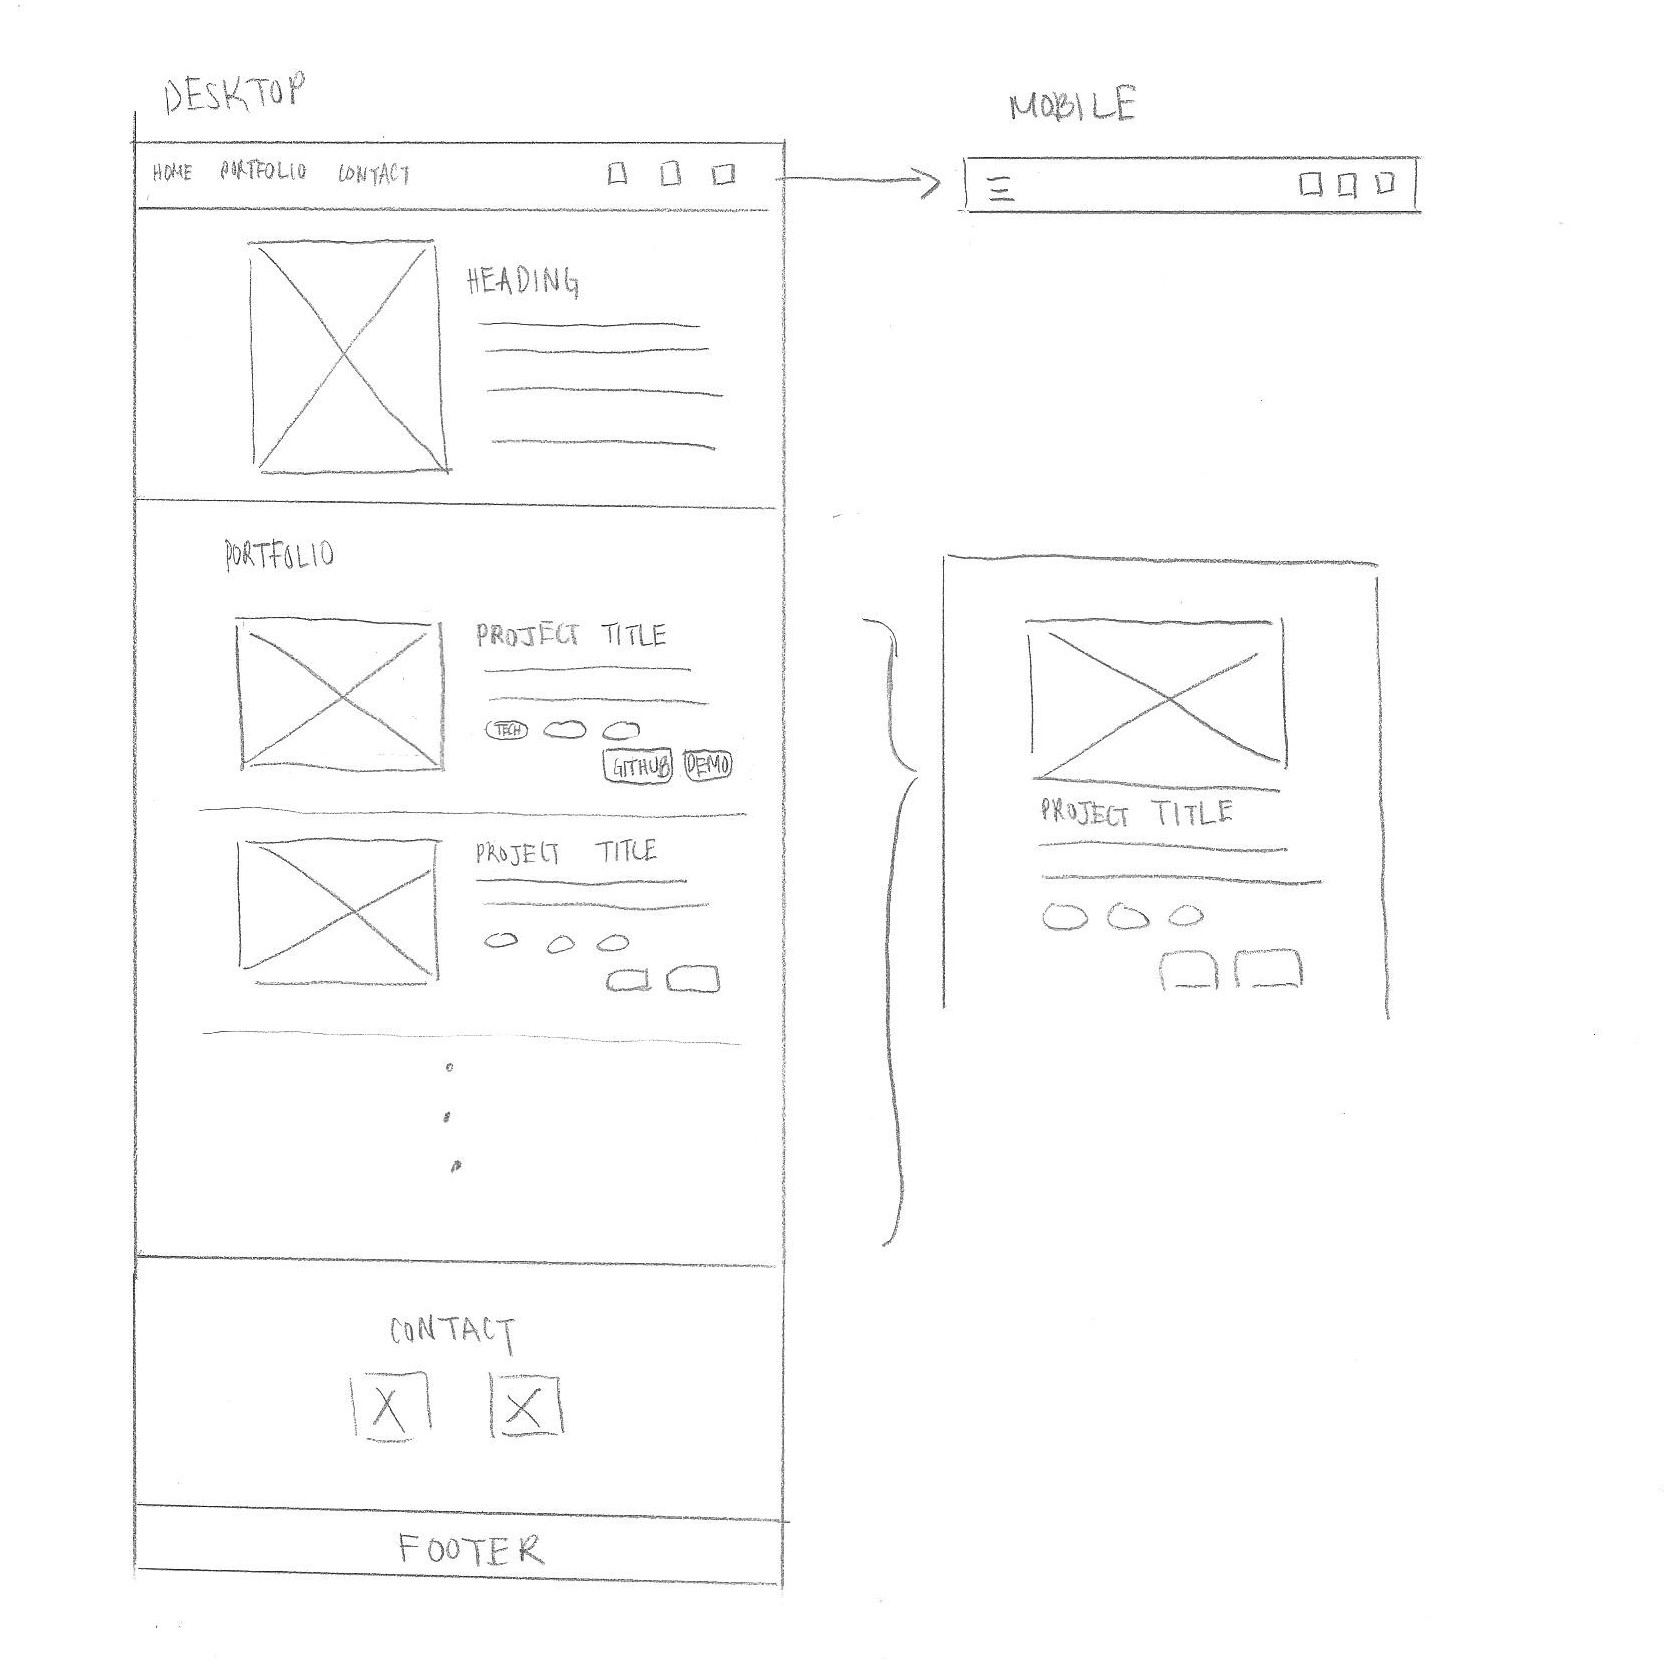 DESKTOP
HOME PORTFOLIO CONTACT
HEADING
PORTFOLIO
PROJECT TITLE
TECH
GITHUB DEMO
PROJECT TITLE
CONTACT
FOOTER
MOBILE
PROJECT TITLE